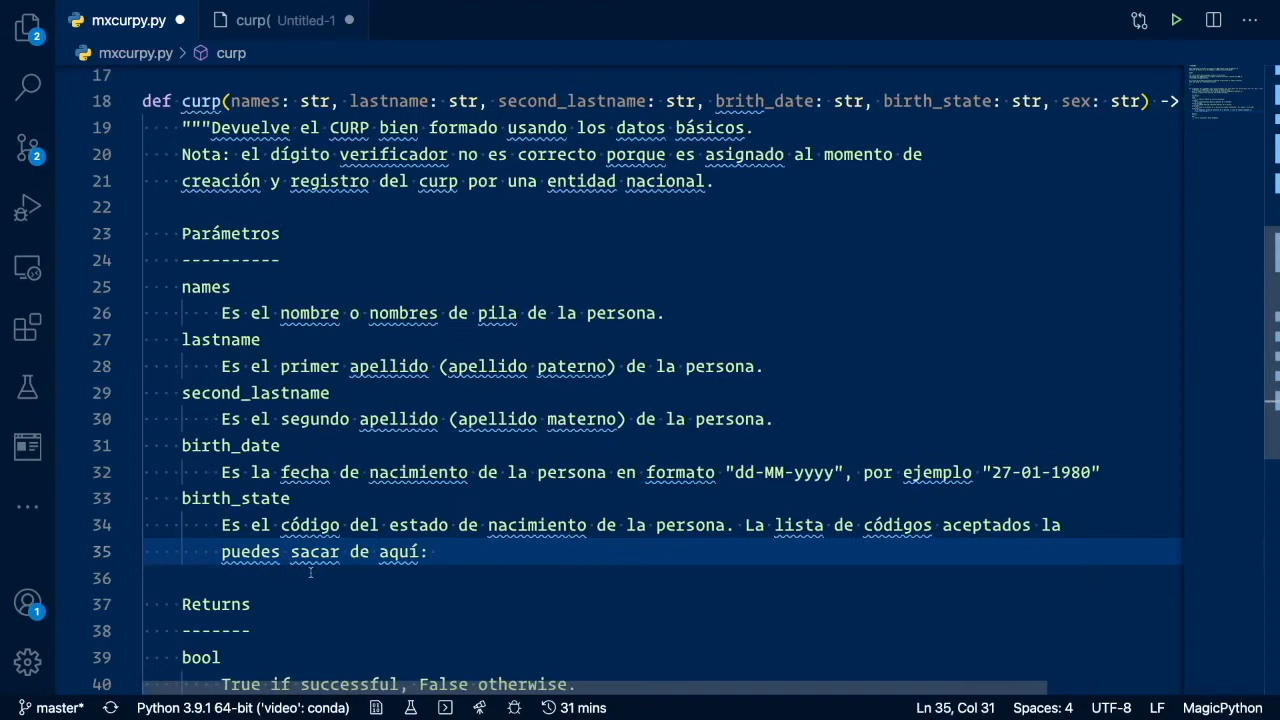 mxcurpy.py
curp( Untitled-1
mxcurpy.py > curp
17
18 def curp(names: str, lastname: str, second_lastname: str, brith_date: str, birth_state: str, sex: str) ->
19 """Devuelve el CURP bien formado usando los datos básicos.
20 Nota: el dígito verificador no es correcto porque es asignado al momento de
21 creación y registro del curp por una entidad nacional.
22
23 Parámetros
24 ----------
25 names
26 Es el nombre o nombres de pila de la persona.
27 lastname
28 Es el primer apellido (apellido paterno) de la persona.
29 second_lastname
30 Es el segundo apellido (apellido materno) de la persona.
31 birth_date
32 Es la fecha de nacimiento de la persona en formato "dd-MM-yyyy", por ejemplo "27-01-1980"
33 birth_state
34 Es el código del estado de nacimiento de la persona. La lista de códigos aceptados la
35 puedes sacar de aquí:
36
37 Returns
38 -------
39 bool
40 True if successful, False otherwise.
2
2
1
master*
Python 3.9.1 64-bit ('video': conda)
31 mins
Ln 35, Col 31
Spaces: 4
UTF-8
LF
MagicPython